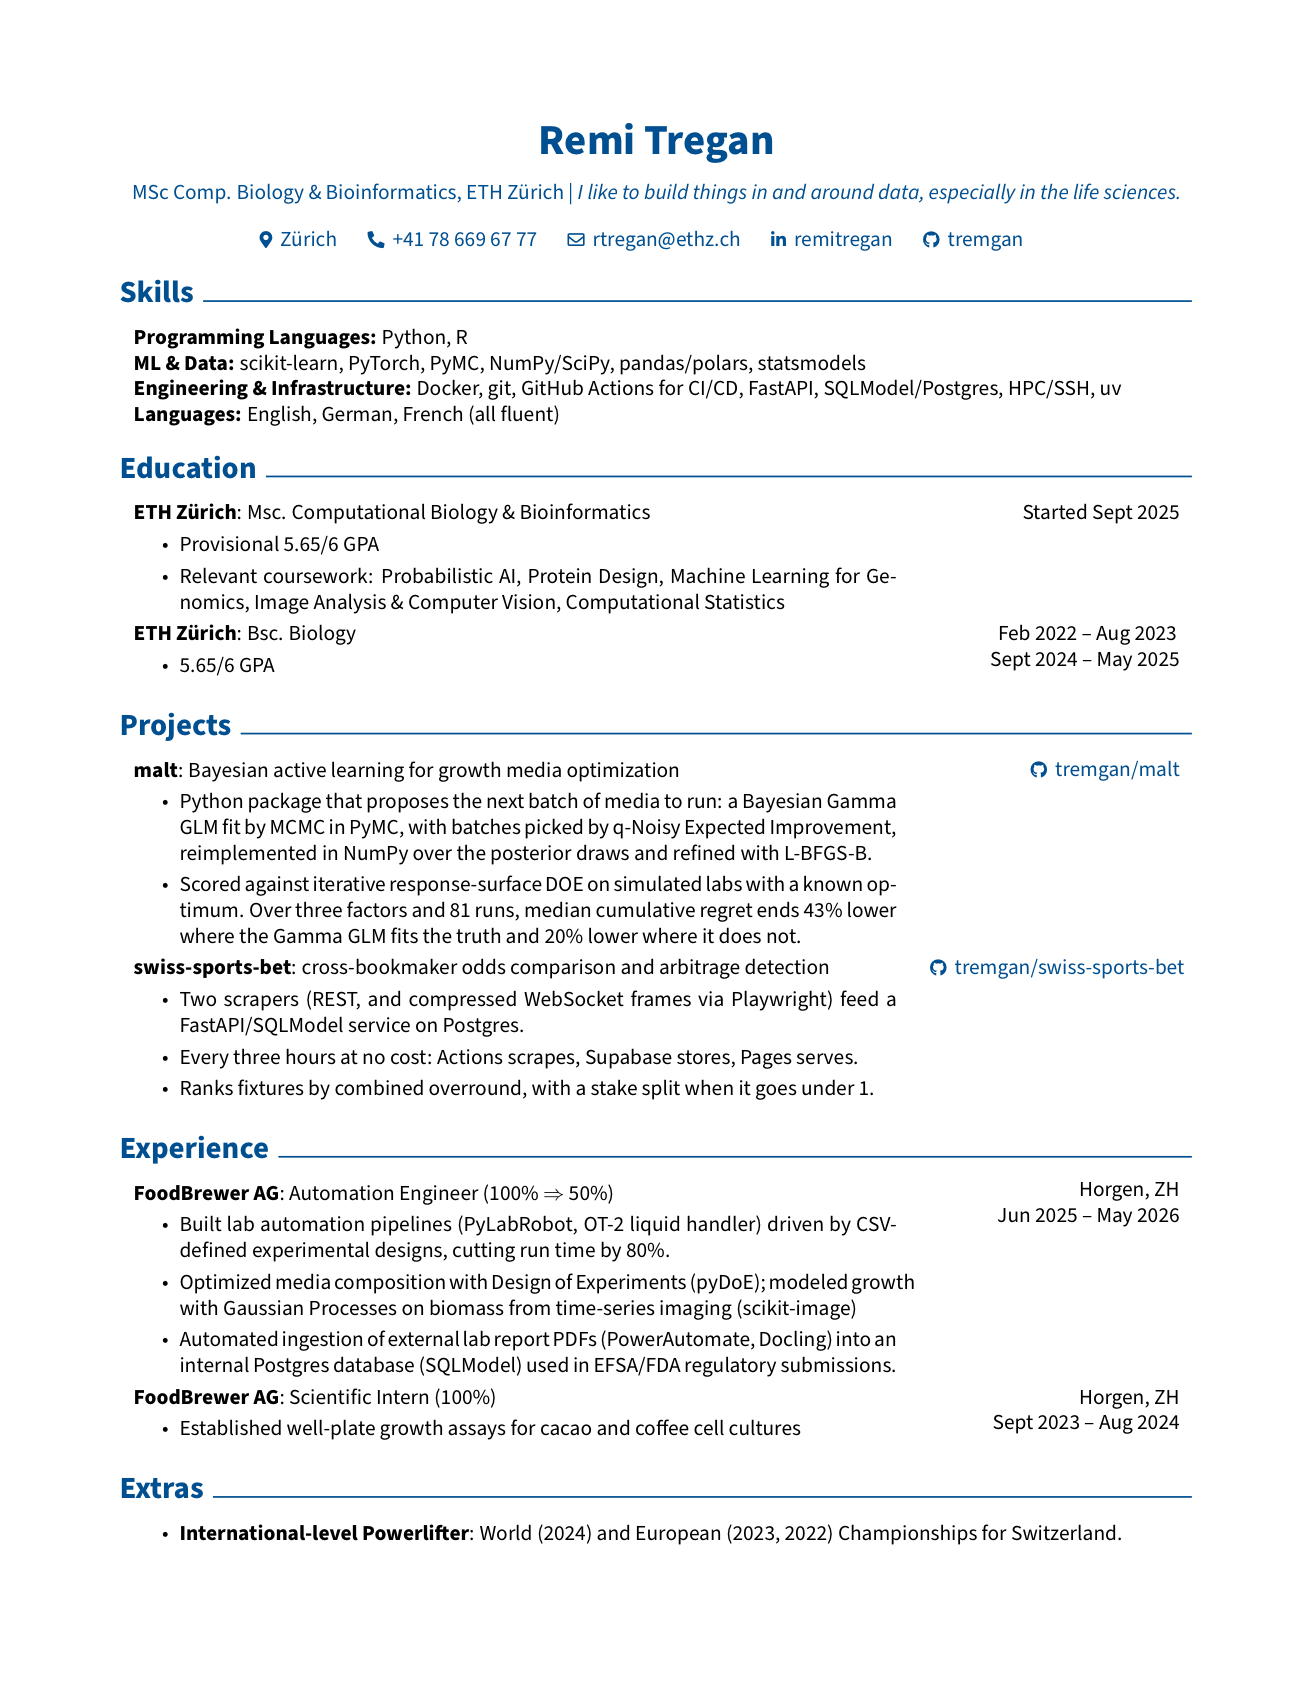 Remi Tregan
MSc Comp. Biology & Bioinformatics, ETH Zürich | I like to build things in and around data, especially in the life sciences.
Zürich +41 78 669 67 77 rtregan@ethz.ch remitregan tremgan
Skills
Programming Languages: Python, R
ML & Data: scikit-learn, PyTorch, PyMC, NumPy/SciPy, pandas/polars, statsmodels
Engineering & Infrastructure: Docker, git, GitHub Actions for CI/CD, FastAPI, SQLModel/Postgres, HPC/SSH, uv
Languages: English, German, French (all fluent)
Education
ETH Zürich: Msc. Computational Biology & Bioinformatics Started Sept 2025
• Provisional 5.65/6 GPA
• Relevant coursework: Probabilistic AI, Protein Design, Machine Learning for Ge-
nomics, Image Analysis & Computer Vision, Computational Statistics
ETH Zürich: Bsc. Biology Feb 2022 – Aug 2023
Sept 2024 – May 2025
• 5.65/6 GPA
Projects
malt: Bayesian active learning for growth media optimization tremgan/malt
• Python package that proposes the next batch of media to run: a Bayesian Gamma
GLM fit by MCMC in PyMC, with batches picked by q-Noisy Expected Improvement,
reimplemented in NumPy over the posterior draws and refined with L-BFGS-B.
• Scored against iterative response-surface DOE on simulated labs with a known op-
timum. Over three factors and 81 runs, median cumulative regret ends 43% lower
where the Gamma GLM fits the truth and 20% lower where it does not.
swiss-sports-bet: cross-bookmaker odds comparison and arbitrage detection tremgan/swiss-sports-bet
• Two scrapers (REST, and compressed WebSocket frames via Playwright) feed a
FastAPI/SQLModel service on Postgres.
• Every three hours at no cost: Actions scrapes, Supabase stores, Pages serves.
• Ranks fixtures by combined overround, with a stake split when it goes under 1.
Experience
FoodBrewer AG: Automation Engineer (100% ⇒ 50%) Horgen, ZH
Jun 2025 – May 2026
• Built lab automation pipelines (PyLabRobot, OT-2 liquid handler) driven by CSV-
defined experimental designs, cutting run time by 80%.
• Optimized media composition with Design of Experiments (pyDoE); modeled growth
with Gaussian Processes on biomass from time-series imaging (scikit-image)
• Automated ingestion of external lab report PDFs (PowerAutomate, Docling) into an
internal Postgres database (SQLModel) used in EFSA/FDA regulatory submissions.
FoodBrewer AG: Scientific Intern (100%) Horgen, ZH
Sept 2023 – Aug 2024
• Established well-plate growth assays for cacao and coffee cell cultures
Extras
• International-level Powerlifter: World (2024) and European (2023, 2022) Championships for Switzerland.